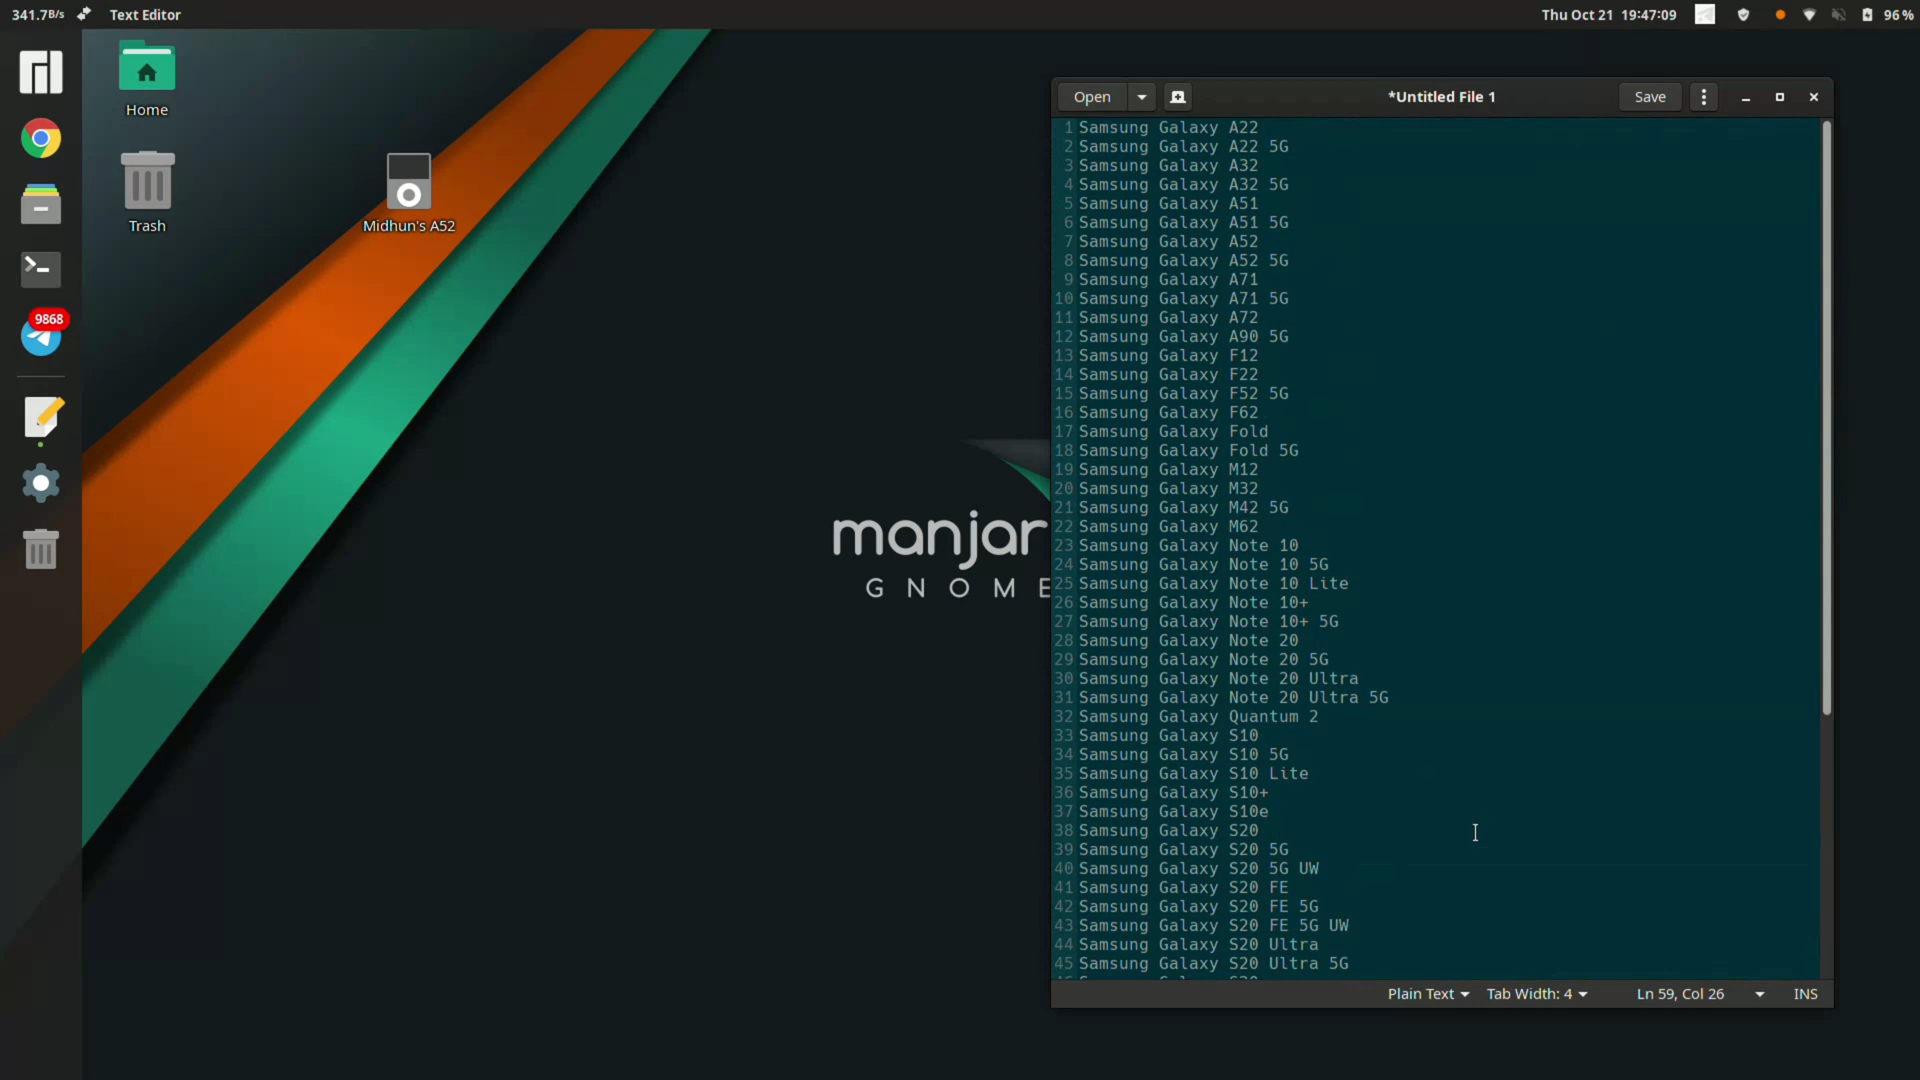 341.7B/s Text Editor Thu Oct 21 19:47:09 96 %
Home
Trash
Midhun's A52
9868
manjar
GNOME
Open *Untitled File 1 Save
1 Samsung Galaxy A22
2 Samsung Galaxy A22 5G
3 Samsung Galaxy A32
4 Samsung Galaxy A32 5G
5 Samsung Galaxy A51
6 Samsung Galaxy A51 5G
7 Samsung Galaxy A52
8 Samsung Galaxy A52 5G
9 Samsung Galaxy A71
10 Samsung Galaxy A71 5G
11 Samsung Galaxy A72
12 Samsung Galaxy A90 5G
13 Samsung Galaxy F12
14 Samsung Galaxy F22
15 Samsung Galaxy F52 5G
16 Samsung Galaxy F62
17 Samsung Galaxy Fold
18 Samsung Galaxy Fold 5G
19 Samsung Galaxy M12
20 Samsung Galaxy M32
21 Samsung Galaxy M42 5G
22 Samsung Galaxy M62
23 Samsung Galaxy Note 10
24 Samsung Galaxy Note 10 5G
25 Samsung Galaxy Note 10 Lite
26 Samsung Galaxy Note 10+
27 Samsung Galaxy Note 10+ 5G
28 Samsung Galaxy Note 20
29 Samsung Galaxy Note 20 5G
30 Samsung Galaxy Note 20 Ultra
31 Samsung Galaxy Note 20 Ultra 5G
32 Samsung Galaxy Quantum 2
33 Samsung Galaxy S10
34 Samsung Galaxy S10 5G
35 Samsung Galaxy S10 Lite
36 Samsung Galaxy S10+
37 Samsung Galaxy S10e
38 Samsung Galaxy S20
39 Samsung Galaxy S20 5G
40 Samsung Galaxy S20 5G UW
41 Samsung Galaxy S20 FE
42 Samsung Galaxy S20 FE 5G
43 Samsung Galaxy S20 FE 5G UW
44 Samsung Galaxy S20 Ultra
45 Samsung Galaxy S20 Ultra 5G
Plain Text Tab Width: 4 Ln 59, Col 26 INS